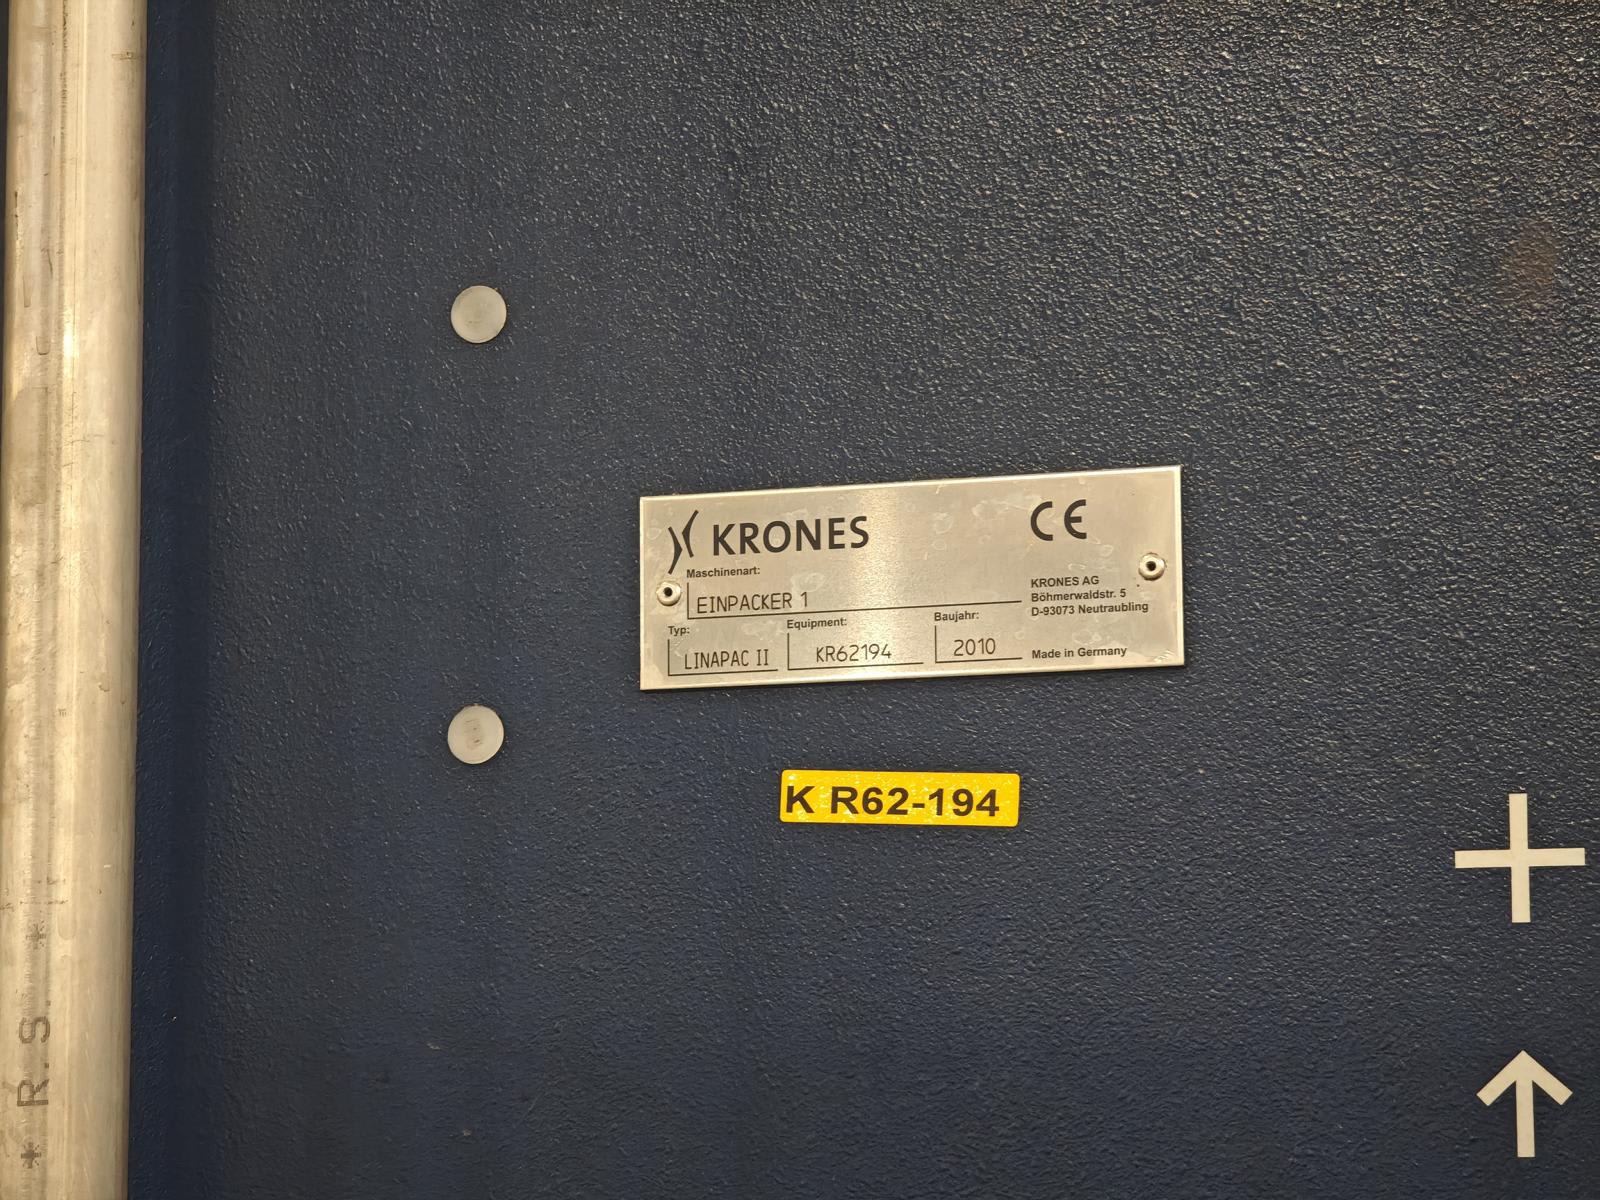 KRONES
CE
Maschinenart:
EINPACKER 1
KRONES AG
Böhmerwaldstr. 5
D-93073 Neutraubling
Typ:
LINAPAC II
Equipment:
KR62194
Baujahr:
2010
Made in Germany
K R62-194
* R.S. *